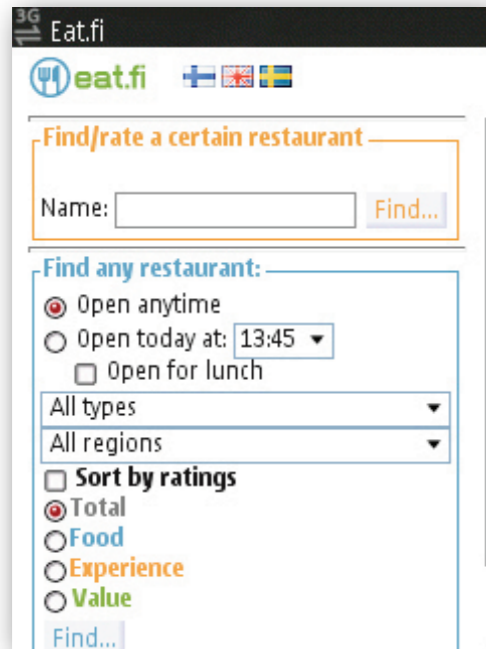 3G
Eat.fi
eat.fi
Find/rate a certain restaurant
Name:
Find...
Find any restaurant:
Open anytime
Open today at: 13:45
Open for lunch
All types
All regions
Sort by ratings
Total
Food
Experience
Value
Find...